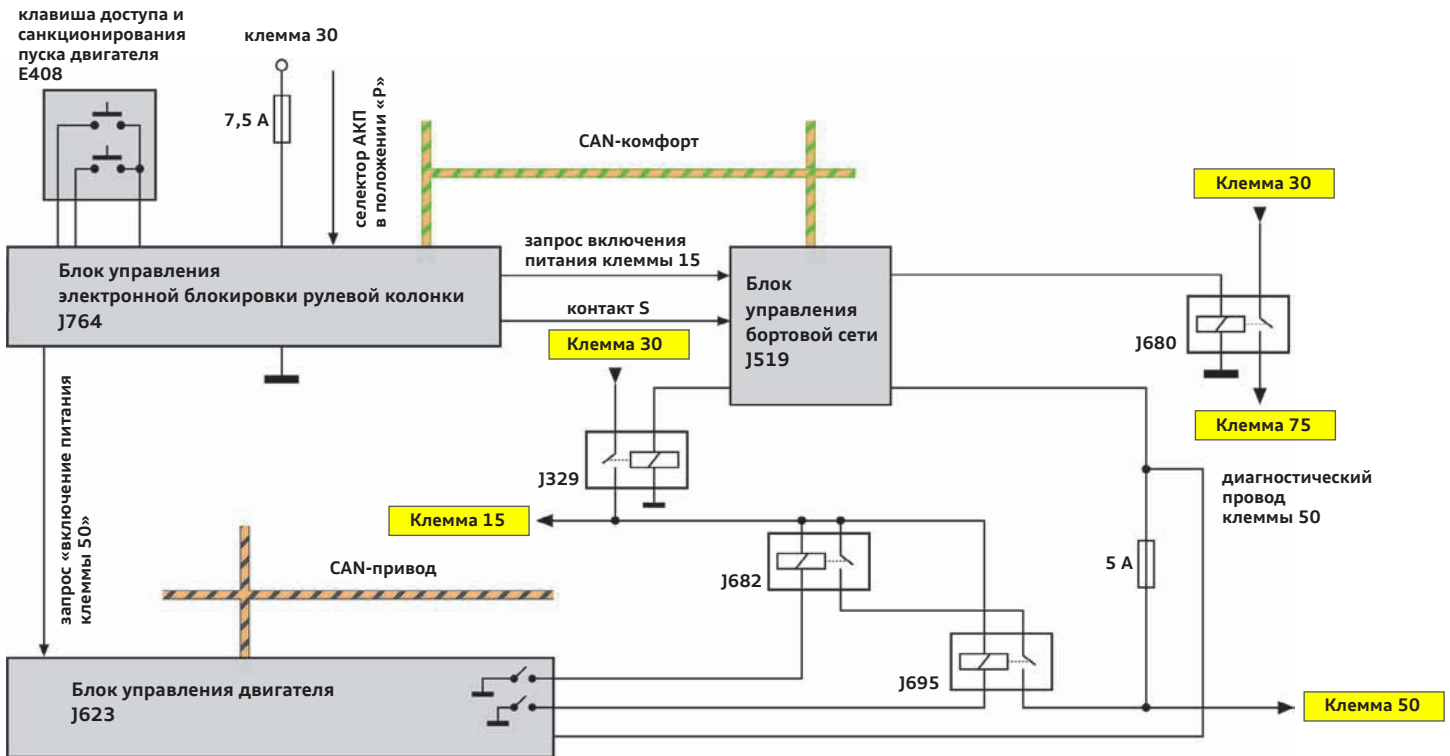 клавиша доступа и
санкционирования
пуска двигателя
E408
клемма 30
7,5 А
селектор АКП
в положении «P»
CAN-комфорт
Клемма 30
Блок управления
электронной блокировки рулевой колонки
J764
запрос включения
питания клеммы 15
контакт S
Блок
управления
бортовой сети
J519
Клемма 30
J680
Клемма 75
J329
диагностический
провод
клеммы 50
запрос «включение питания
клеммы 50»
Клемма 15
CAN-привод
J682
5 А
J695
Блок управления двигателя
J623
Клемма 50